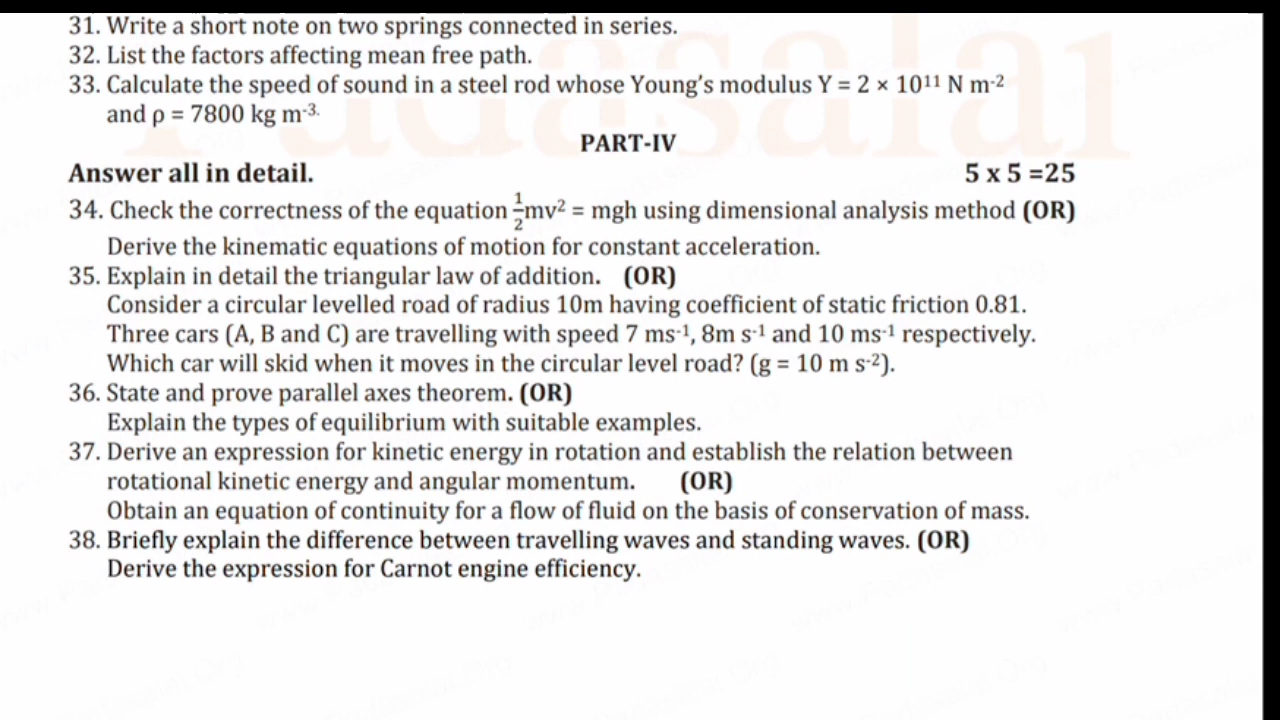 31. Write a short note on two springs connected in series.
32. List the factors affecting mean free path.
33. Calculate the speed of sound in a steel rod whose Young's modulus Y = 2 × 10¹¹ N m⁻²
and ρ = 7800 kg m⁻³.
PART-IV
Answer all in detail. 5 x 5 =25
34. Check the correctness of the equation ½mv² = mgh using dimensional analysis method (OR)
Derive the kinematic equations of motion for constant acceleration.
35. Explain in detail the triangular law of addition. (OR)
Consider a circular levelled road of radius 10m having coefficient of static friction 0.81.
Three cars (A, B and C) are travelling with speed 7 ms⁻¹, 8m s⁻¹ and 10 ms⁻¹ respectively.
Which car will skid when it moves in the circular level road? (g = 10 m s⁻²).
36. State and prove parallel axes theorem. (OR)
Explain the types of equilibrium with suitable examples.
37. Derive an expression for kinetic energy in rotation and establish the relation between
rotational kinetic energy and angular momentum. (OR)
Obtain an equation of continuity for a flow of fluid on the basis of conservation of mass.
38. Briefly explain the difference between travelling waves and standing waves. (OR)
Derive the expression for Carnot engine efficiency.